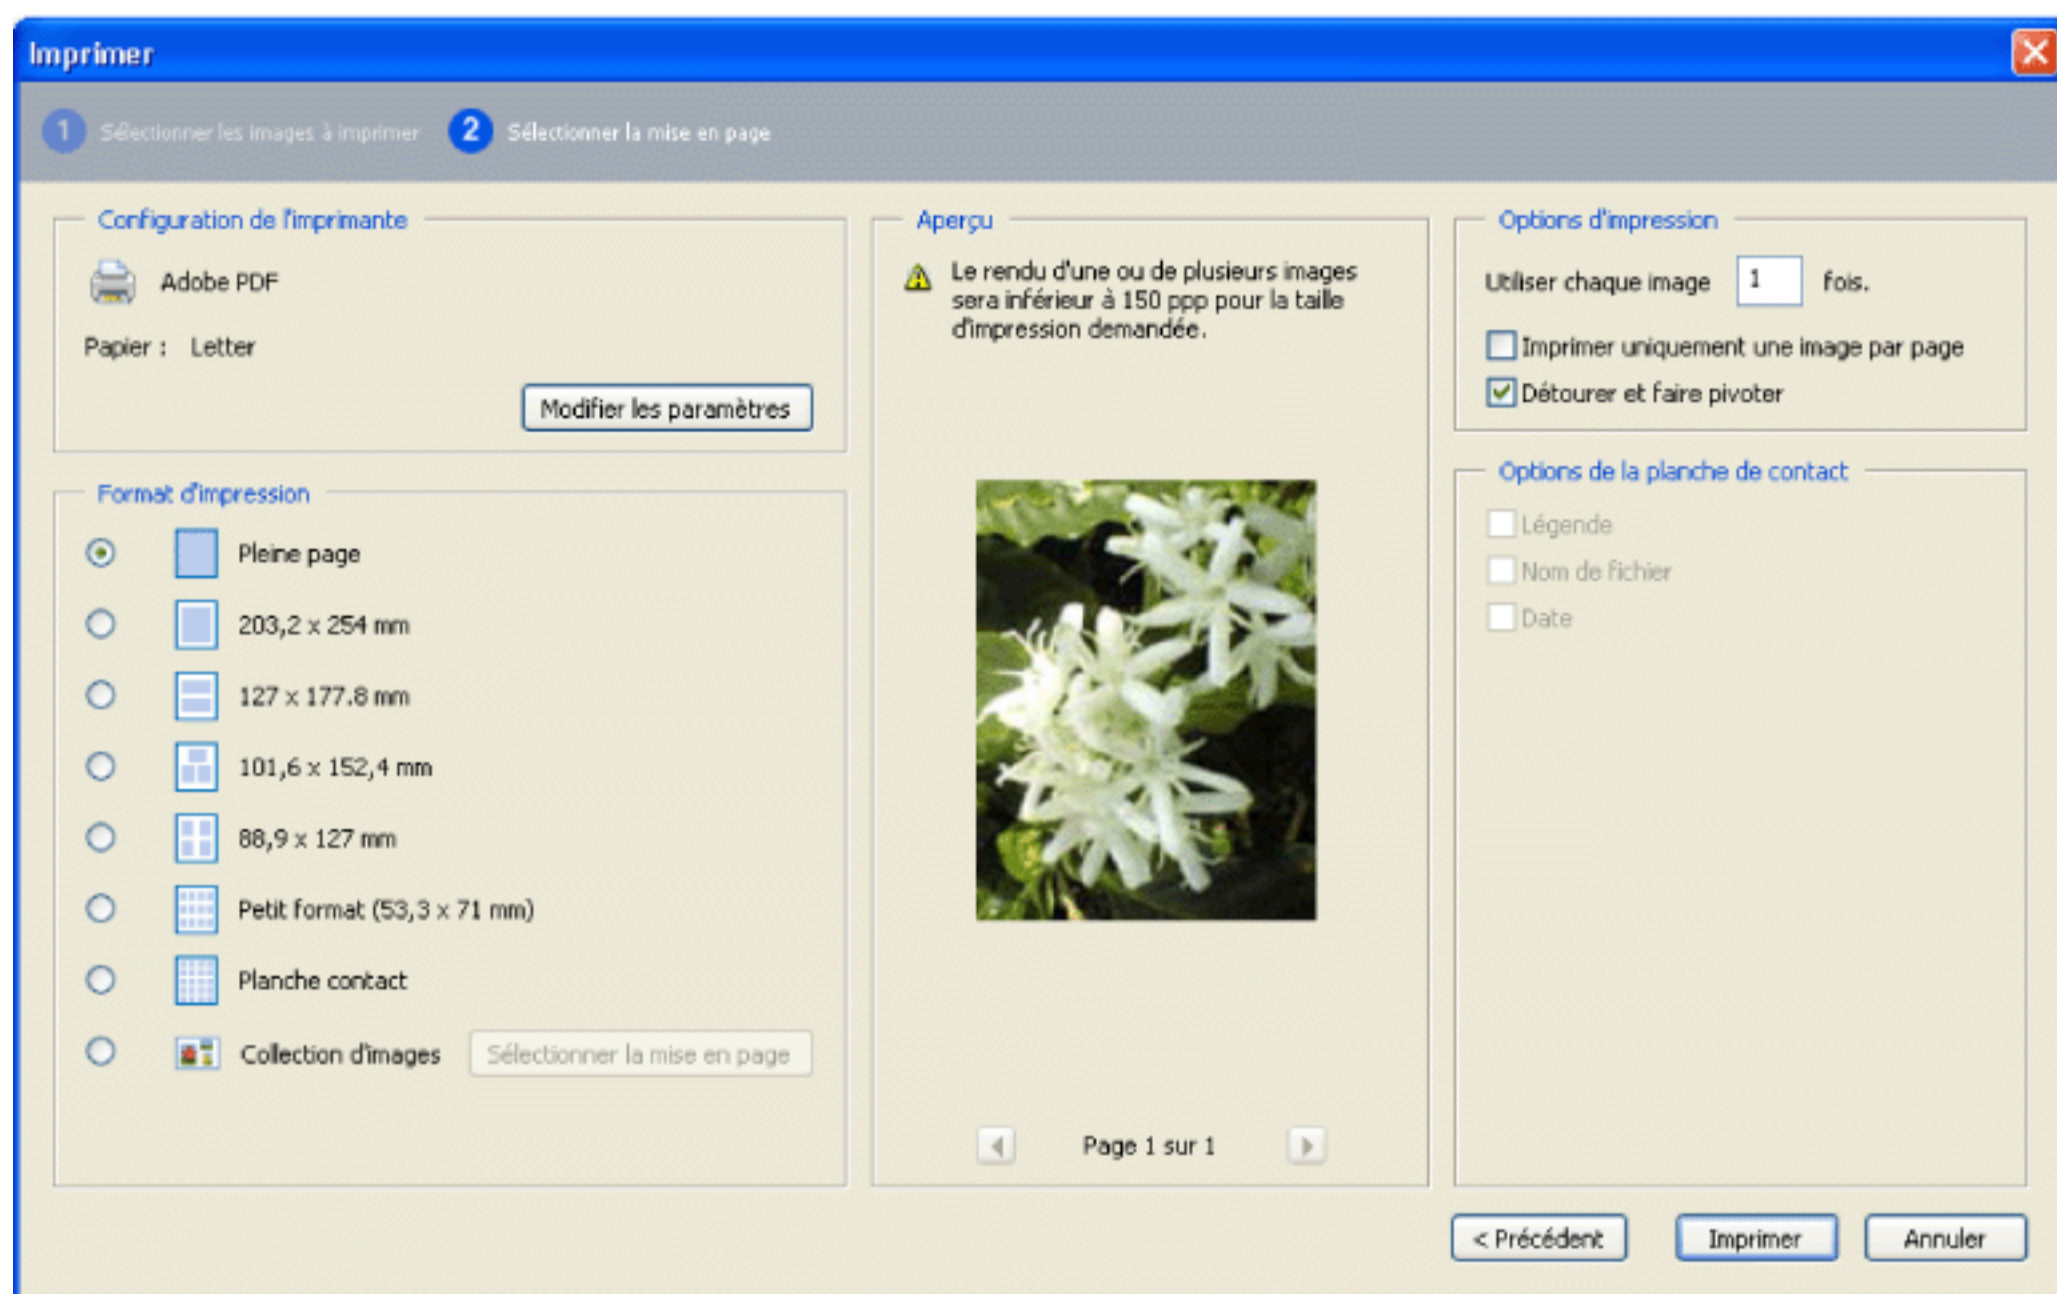 Imprimer
1 Sélectionner les images à imprimer 2 Sélectionner la mise en page
Configuration de l'imprimante
Adobe PDF
Papier : Letter
Modifier les paramètres
Format d'impression
Pleine page
203,2 x 254 mm
127 x 177.8 mm
101,6 x 152,4 mm
88,9 x 127 mm
Petit format (53,3 x 71 mm)
Planche contact
Collection d'images Sélectionner la mise en page
Aperçu
Le rendu d'une ou de plusieurs images
sera inférieur à 150 ppp pour la taille
d'impression demandée.
Page 1 sur 1
Options d'impression
Utiliser chaque image 1 fois.
Imprimer uniquement une image par page
Détourer et faire pivoter
Options de la planche de contact
Légende
Nom de fichier
Date
< Précédent Imprimer Annuler